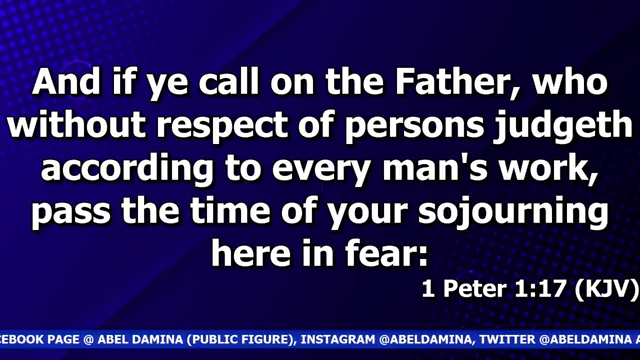 And if ye call on the Father, who
without respect of persons judgeth
according to every man's work,
pass the time of your sojourning
here in fear:
1 Peter 1:17 (KJV)
CEBOOK PAGE @ ABEL DAMINA (PUBLIC FIGURE), INSTAGRAM @ABELDAMINA, TWITTER @ABELDAMINA A